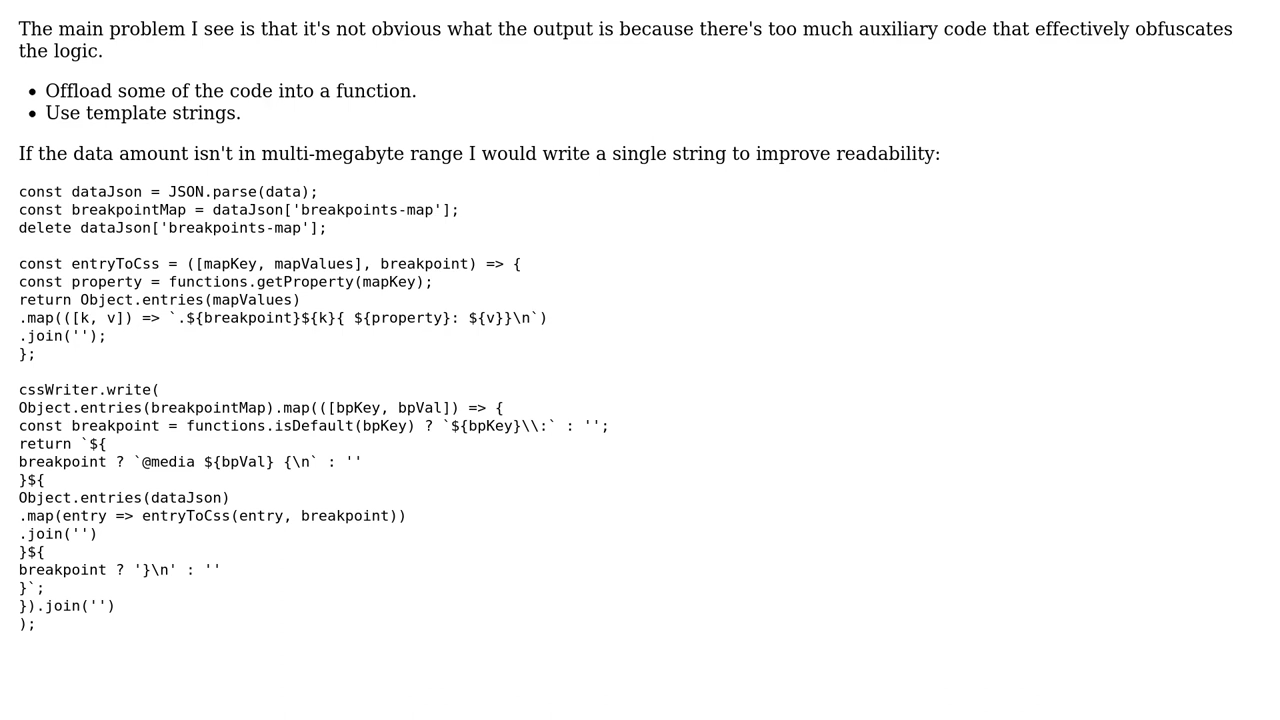 The main problem I see is that it's not obvious what the output is because there's too much auxiliary code that effectively obfuscates
the logic.
• Offload some of the code into a function.
• Use template strings.
If the data amount isn't in multi-megabyte range I would write a single string to improve readability:
const dataJson = JSON.parse(data);
const breakpointMap = dataJson['breakpoints-map'];
delete dataJson['breakpoints-map'];
const entryToCss = ([mapKey, mapValues], breakpoint) => {
const property = functions.getProperty(mapKey);
return Object.entries(mapValues)
.map(([k, v]) => `.${breakpoint}${k}{ ${property}: ${v}}\n`)
.join('');
};
cssWriter.write(
Object.entries(breakpointMap).map(([bpKey, bpVal]) => {
const breakpoint = functions.isDefault(bpKey) ? `${bpKey}\\:` : '';
return `${
breakpoint ? `@media ${bpVal} {\n` : ''
}${
Object.entries(dataJson)
.map(entry => entryToCss(entry, breakpoint))
.join('')
}${
breakpoint ? '}\n' : ''
}`;
}).join('')
);